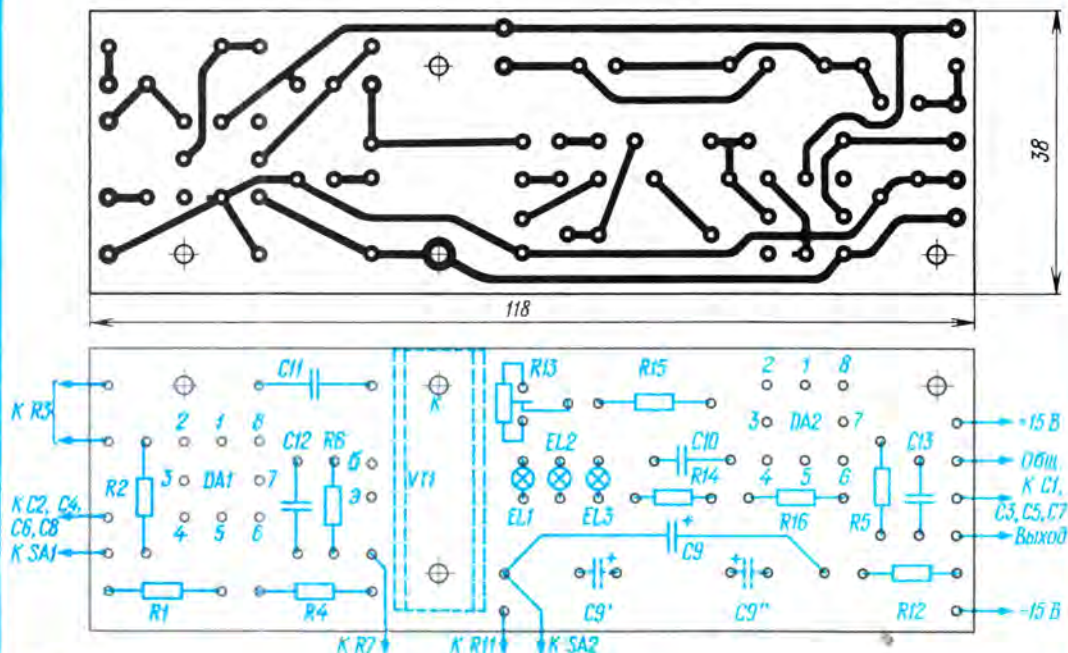 38
118
К R3
C11
R13
R15
2 1 8
К
2 1 8
C12 R6
3 DA2 7
=15 В
R2
3 DA1 7
б
VT1
EL2
C10
C13
Общ.
э
R14
К C2, C4,
C6, C8
4 5 6
EL1
EL3
4 5 6
R16
R5
К C1,
C3, C5, C7
К SA1
C9
Выход
R1
R4
C9'
C9"
R12
-15 В
К R7
К R11
К SA2